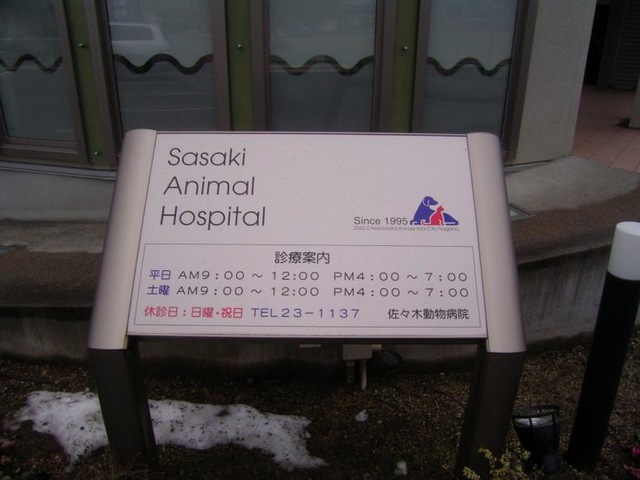 Sasaki
Animal
Hospital
Since 1995
診療案内
平日 AM9:00～12:00 PM4:00～7:00
土曜 AM9:00～12:00 PM4:00～7:00
休診日:日曜・祝日 TEL23-1137 佐々木動物病院